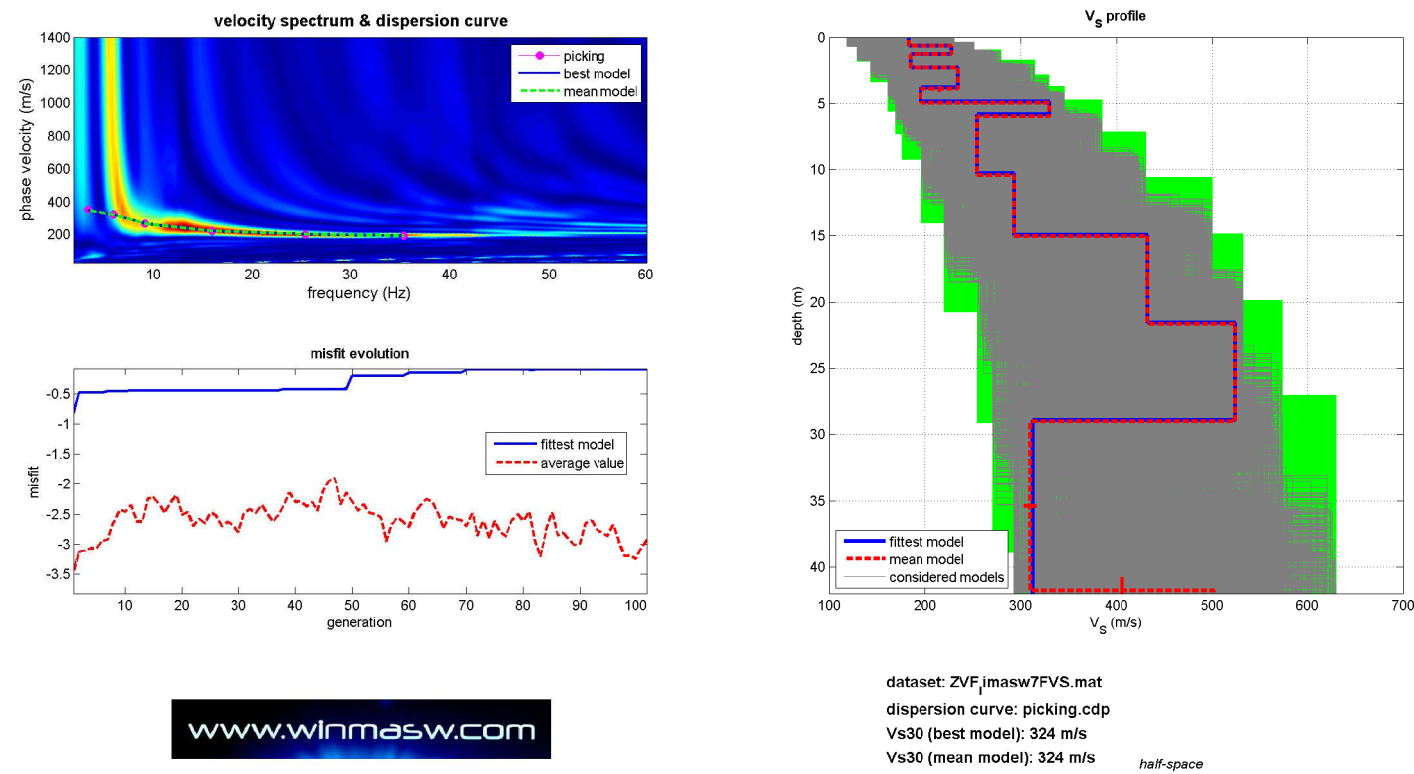 velocity spectrum & dispersion curve
1400
1200
1000
800
600
400
200
phase velocity (m/s)
picking
best model
mean model
10
20
30
40
50
60
frequency (Hz)
misfit evolution
-0.5
-1
-1.5
-2
-2.5
-3
-3.5
misfit
fittest model
average value
10
20
30
40
50
60
70
80
90
100
generation
www.winmasw.com
VS profile
0
5
10
15
20
25
30
35
40
depth (m)
fittest model
mean model
considered models
100
200
300
400
500
600
700
VS (m/s)
dataset: ZVFlimasw7FVS.mat
dispersion curve: picking.cdp
Vs30 (best model): 324 m/s
Vs30 (mean model): 324 m/s
half-space